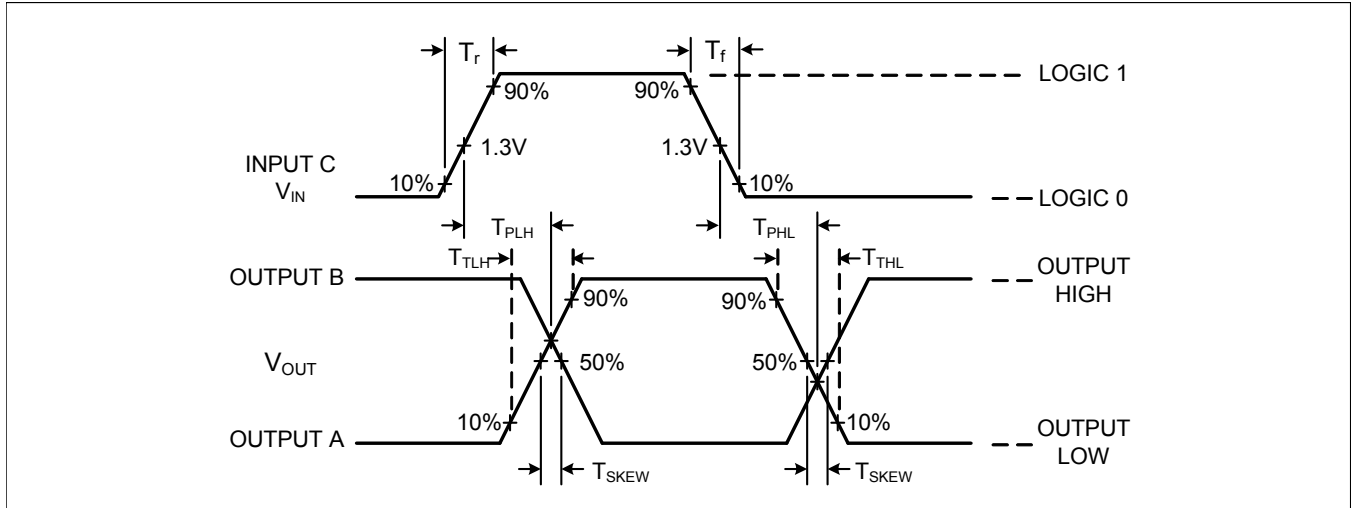 Tr
Tf
LOGIC 1
90%
90%
1.3V
1.3V
INPUT C
VIN
10%
10%
LOGIC 0
TPLH
TPHL
TTLH
TTHL
OUTPUT B
OUTPUT
HIGH
90%
90%
VOUT
50%
50%
10%
10%
OUTPUT A
OUTPUT
LOW
TSKEW
TSKEW